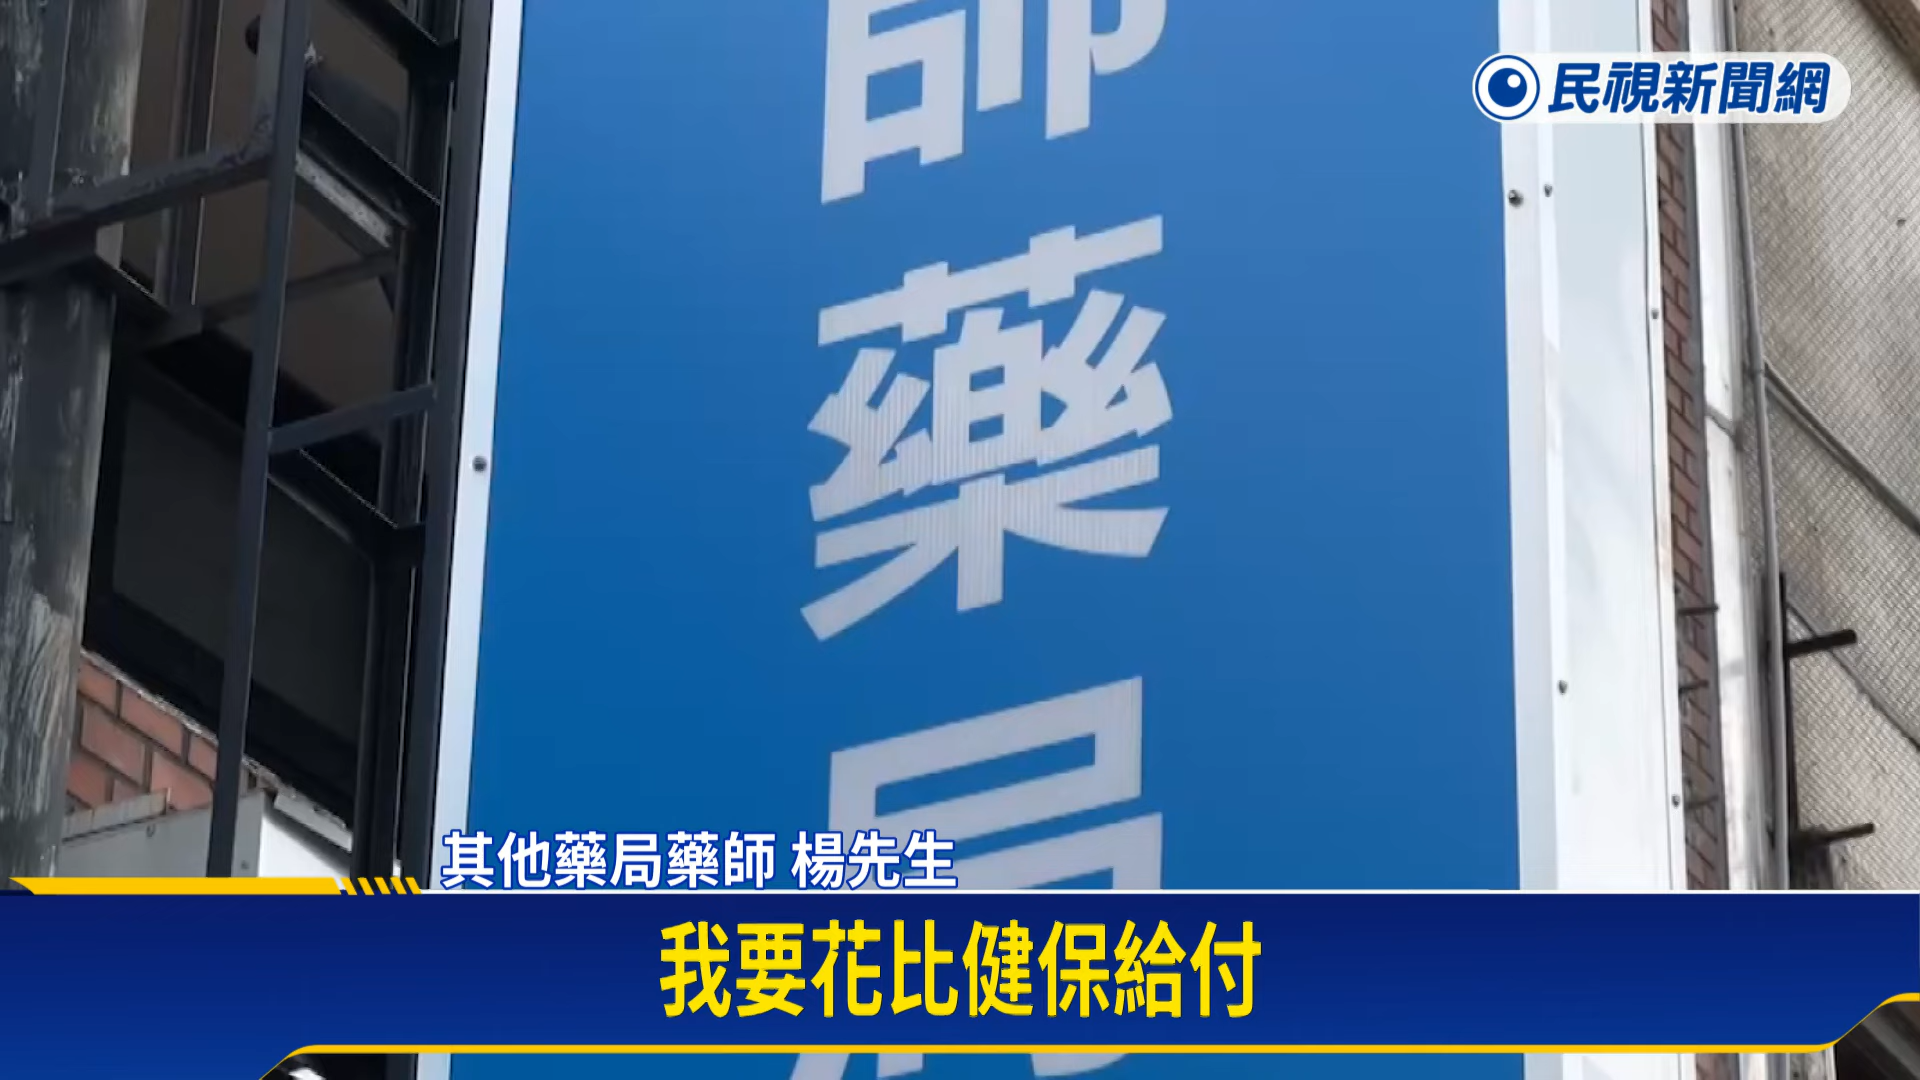 民視新聞網
師
藥
局
其他藥局藥師 楊先生
我要花比健保給付